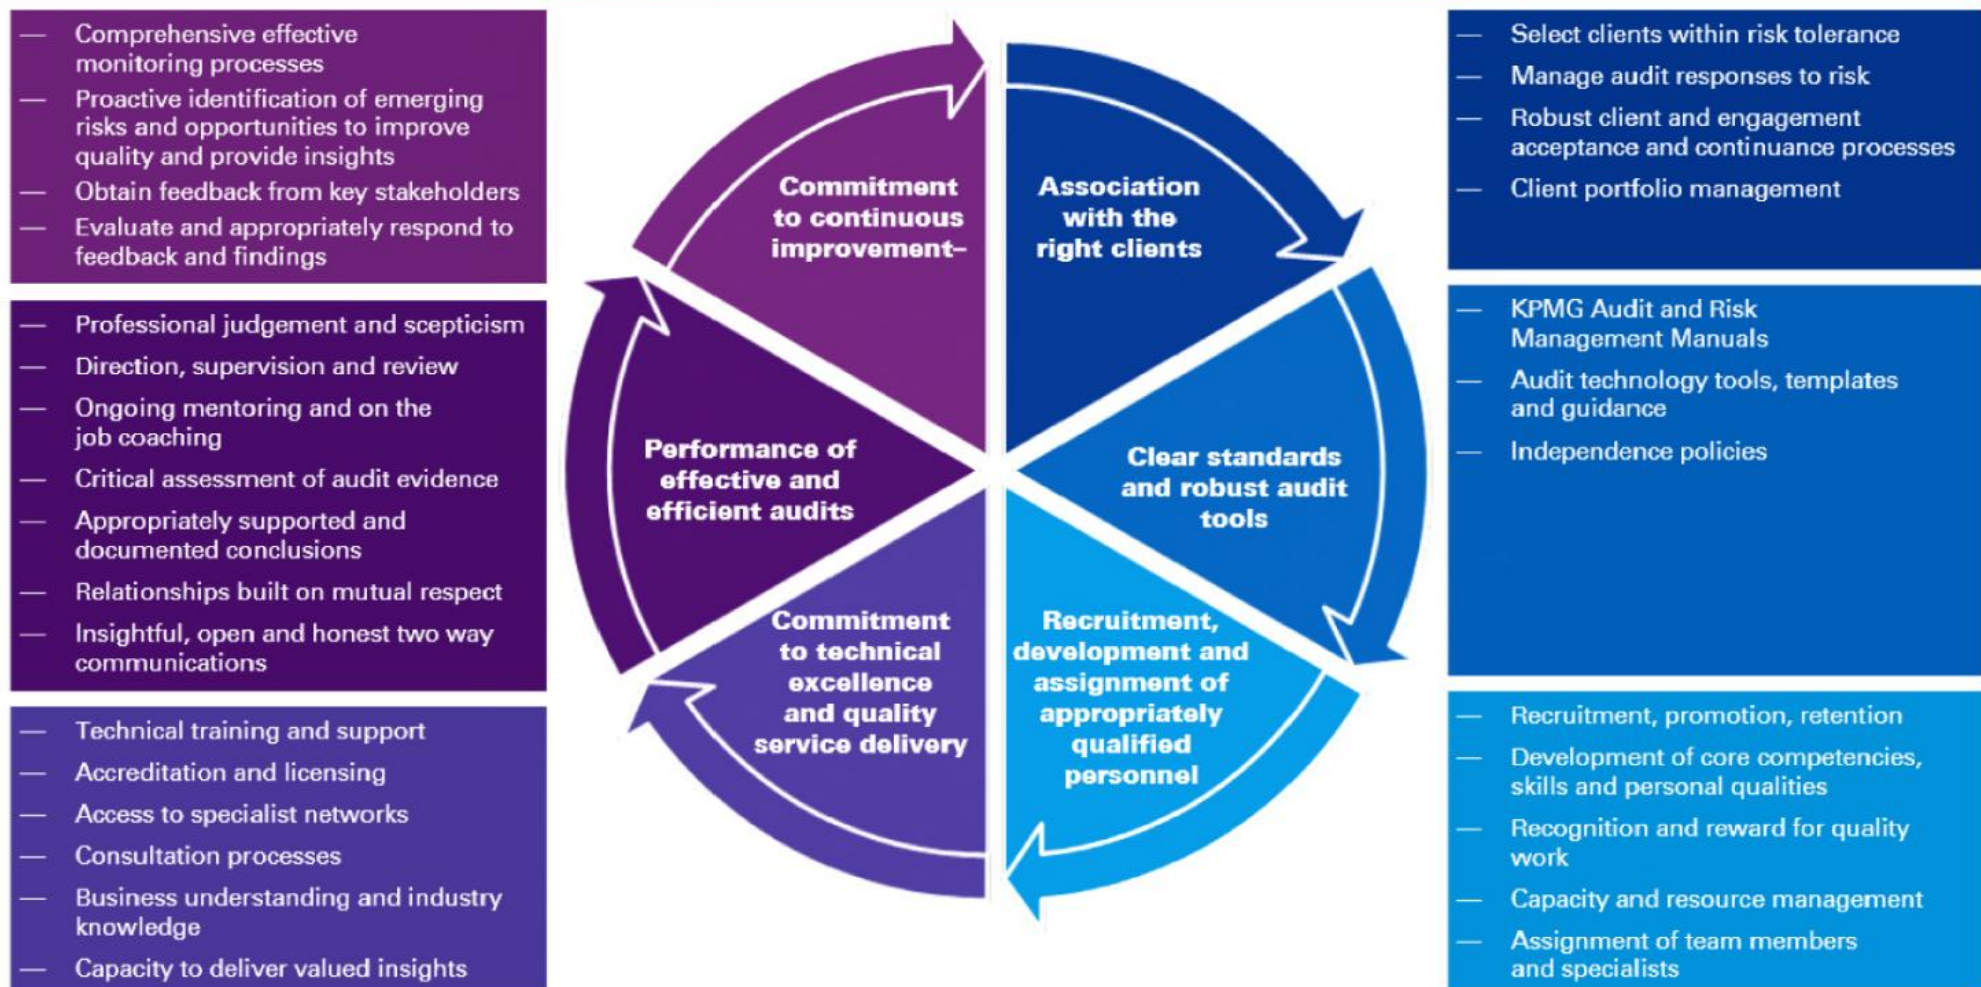 — Comprehensive effective
monitoring processes
— Proactive identification of emerging
risks and opportunities to improve
quality and provide insights
— Obtain feedback from key stakeholders
— Evaluate and appropriately respond to
feedback and findings
— Professional judgement and scepticism
— Direction, supervision and review
— Ongoing mentoring and on the
job coaching
— Critical assessment of audit evidence
— Appropriately supported and
documented conclusions
— Relationships built on mutual respect
— Insightful, open and honest two way
communications
— Technical training and support
— Accreditation and licensing
— Access to specialist networks
— Consultation processes
— Business understanding and industry
knowledge
— Capacity to deliver valued insights
Commitment
to continuous
improvement–
Association
with the
right clients
Performance of
effective and
efficient audits
Clear standards
and robust audit
tools
Commitment
to technical
excellence
and quality
service delivery
Recruitment,
development and
assignment of
appropriately
qualified
personnel
— Select clients within risk tolerance
— Manage audit responses to risk
— Robust client and engagement
acceptance and continuance processes
— Client portfolio management
— KPMG Audit and Risk
Management Manuals
— Audit technology tools, templates
and guidance
— Independence policies
— Recruitment, promotion, retention
— Development of core competencies,
skills and personal qualities
— Recognition and reward for quality
work
— Capacity and resource management
— Assignment of team members
and specialists